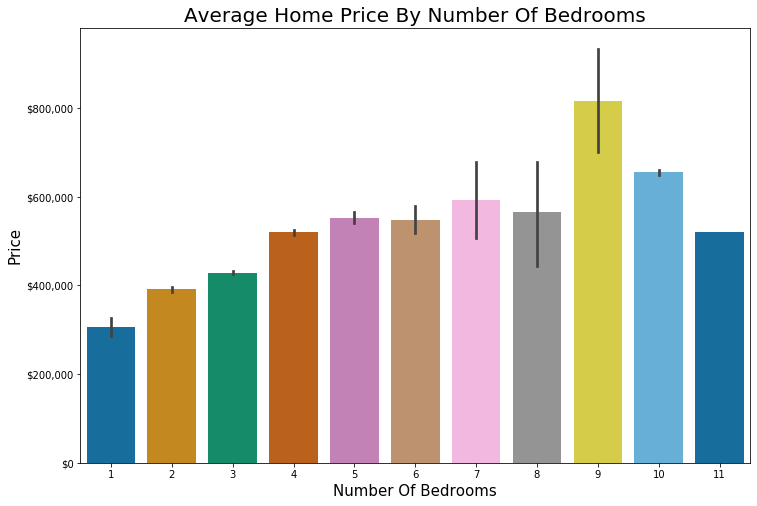 Average Home Price By Number Of Bedrooms
$800,000
$600,000
$400,000
$200,000
$0
Price
1 2 3 4 5 6 7 8 9 10 11
Number Of Bedrooms